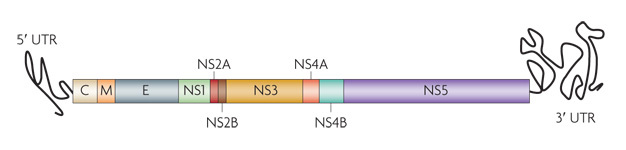 5′ UTR
NS2A
NS4A
C
M
E
NS1
NS3
NS5
NS2B
NS4B
3′ UTR